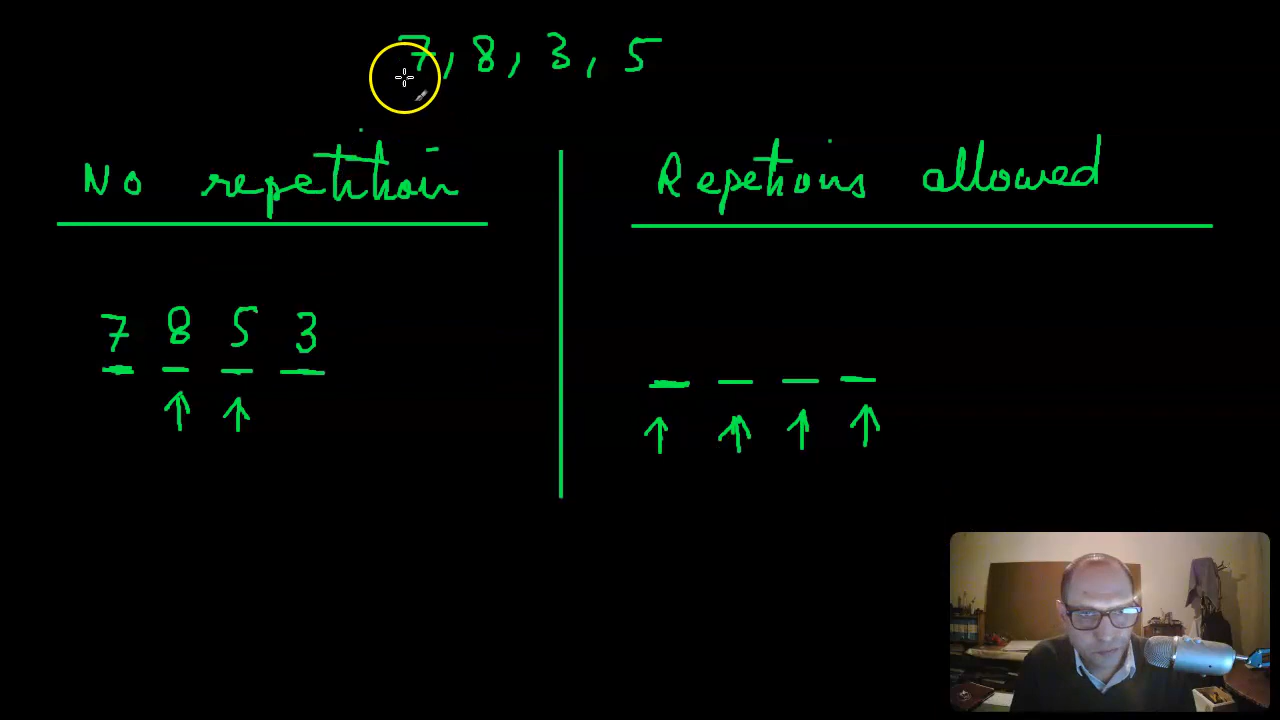 7, 8, 3, 5
No repetition
Repetions allowed
7 8 5 3